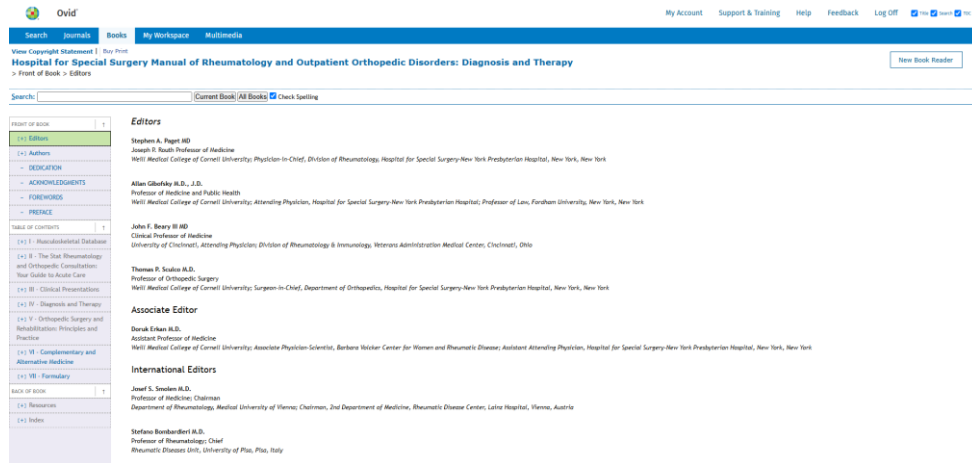 Ovid®
My Account Support & Training Help Feedback Log Off Title Search TOC
Search Journals Books My Workspace Multimedia
View Copyright Statement | Buy Print
Hospital for Special Surgery Manual of Rheumatology and Outpatient Orthopedic Disorders: Diagnosis and Therapy
New Book Reader
> Front of Book > Editors
Search: Current Book All Books Check Spelling
FRONT OF BOOK ↑
[+] Editors
[+] Authors
- DEDICATION
- ACKNOWLEDGMENTS
- FOREWORDS
- PREFACE
TABLE OF CONTENTS ↑
[+] I - Musculoskeletal Database
[+] II - The Stat Rheumatology
and Orthopedic Consultation:
Your Guide to Acute Care
[+] III - Clinical Presentations
[+] IV - Diagnosis and Therapy
[+] V - Orthopedic Surgery and
Rehabilitation: Principles and
Practice
[+] VI - Complementary and
Alternative Medicine
[+] VII - Formulary
BACK OF BOOK ↑
[+] Resources
[+] Index
Editors
Stephen A. Paget MD
Joseph P. Routh Professor of Medicine
Weill Medical College of Cornell University; Physician-in-Chief, Division of Rheumatology, Hospital for Special Surgery-New York Presbyterian Hospital, New York, New York
Allan Gibofsky M.D., J.D.
Professor of Medicine and Public Health
Weill Medical College of Cornell University; Attending Physician, Hospital for Special Surgery-New York Presbyterian Hospital; Professor of Law, Fordham University, New York, New York
John F. Beary III MD
Clinical Professor of Medicine
University of Cincinnati, Attending Physician; Division of Rheumatology & Immunology, Veterans Administration Medical Center, Cincinnati, Ohio
Thomas P. Sculco M.D.
Professor of Orthopedic Surgery
Weill Medical College of Cornell University; Surgeon-in-Chief, Department of Orthopedics, Hospital for Special Surgery-New York Presbyterian Hospital, New York, New York
Associate Editor
Doruk Erkan M.D.
Assistant Professor of Medicine
Weill Medical College of Cornell University; Associate Physician-Scientist, Barbara Volcker Center for Women and Rheumatic Disease; Assistant Attending Physician, Hospital for Special Surgery-New York Presbyterian Hospital, New York, New York
International Editors
Josef S. Smolen M.D.
Professor of Medicine; Chairman
Department of Rheumatology, Medical University of Vienna; Chairman, 2nd Department of Medicine, Rheumatic Disease Center, Lainz Hospital, Vienna, Austria
Stefano Bombardieri M.D.
Professor of Rheumatology; Chief
Rheumatic Diseases Unit, University of Pisa, Pisa, Italy